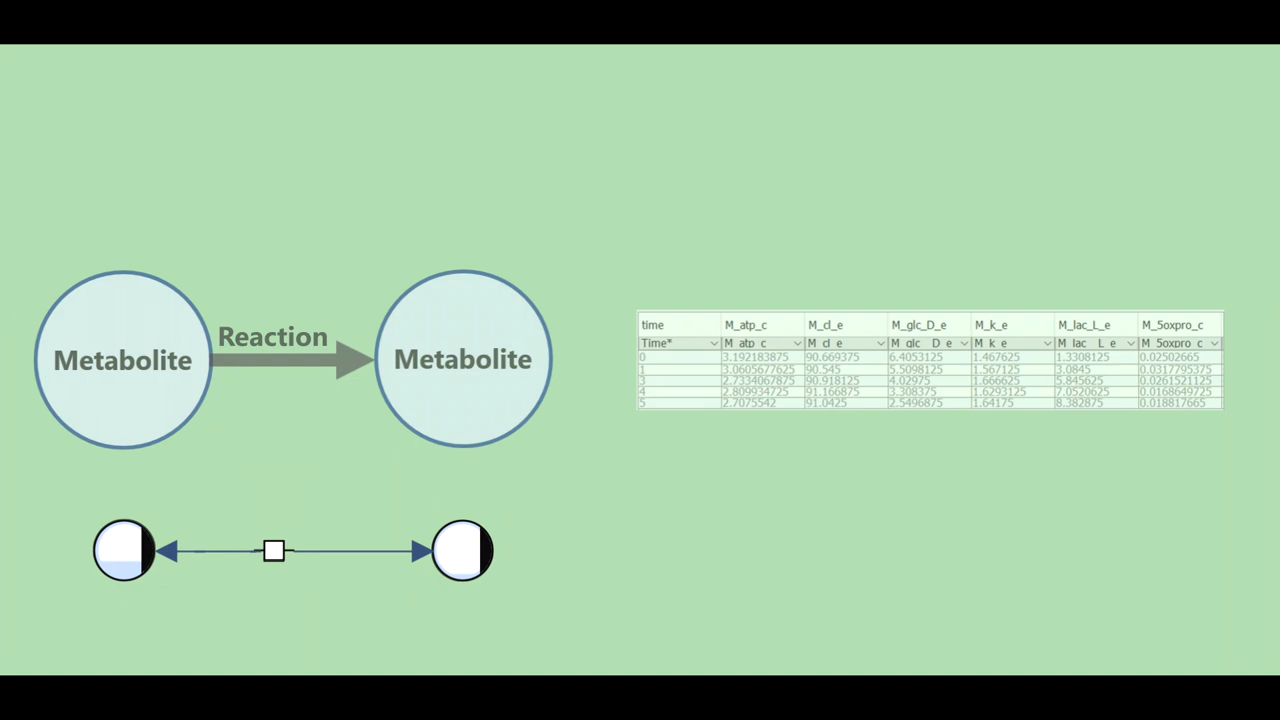 Metabolite
Reaction
Metabolite
time M_atp_c M_cl_e M_glc_D_e M_k_e M_lac_L_e M_5oxpro_c
Time* M_atp_c M_cl_e M_glc__D_e M_k_e M_lac__L_e M_5oxpro_c
0 3.192183875 90.669375 6.4053125 1.467625 1.3308125 0.02502665
1 3.0605677625 90.545 5.5098125 1.567125 3.0845 0.0317795375
3 2.7334067875 90.918125 4.02975 1.666625 5.845625 0.0261521125
4 2.809934725 91.166875 3.308375 1.6293125 7.0520625 0.0168649725
5 2.7075542 91.0425 2.5496875 1.64175 8.382875 0.018817665